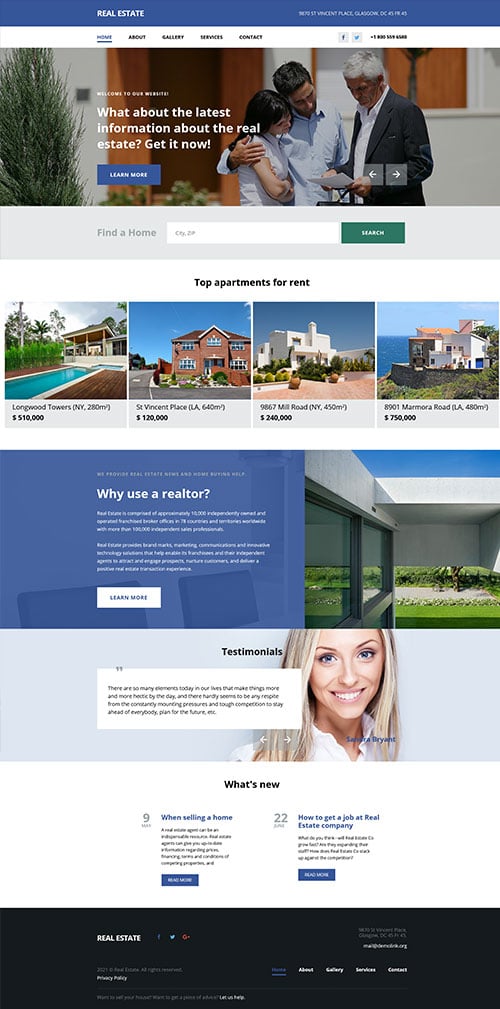 REAL ESTATE
9870 ST VINCENT PLACE, GLASGOW, DC 45 FR 45
HOME ABOUT GALLERY SERVICES CONTACT
+1 800 559 6580
WELCOME TO OUR WEBSITE!
What about the latest
information about the real
estate? Get it now!
LEARN MORE
Find a Home
City, ZIP
SEARCH
Top apartments for rent
Longwood Towers (NY, 280m²)
$ 510,000
St Vincent Place (LA, 640m²)
$ 120,000
9867 Mill Road (NY, 450m²)
$ 240,000
8901 Marmora Road (LA, 480m²)
$ 750,000
WE PROVIDE REAL ESTATE NEWS AND HOME BUYING HELP.
Why use a realtor?
Real Estate is comprised of approximately 10,000 independently owned and
operated franchised broker offices in 78 countries and territories worldwide
with more than 100,000 independent sales professionals.
Real Estate provides brand marks, marketing, communications and innovative
technology solutions that help enable its franchisees and their independent
agents to attract and engage prospects, nurture customers, and deliver a
positive real estate transaction experience.
LEARN MORE
Testimonials
"
There are so many elements today in our lives that make things more
and more hectic by the day, and there hardly seems to be any respite
from the constantly mounting pressures and tough competition to stay
ahead of everybody, plan for the future, etc.
Sandra Bryant
What's new
9
MAY
When selling a home
A real estate agent can be an
indispensable resource. Real estate
agents can give you up-to-date
information regarding prices,
financing, terms and conditions of
competing properties, and
READ MORE
22
JUNE
How to get a job at Real
Estate company
What do you think - will Real Estate Co
grow fast? Are they expanding their
staff? How does Real Estate Co stack
up against the competition?
READ MORE
REAL ESTATE
9870 St Vincent Place,
Glasgow, DC 45 Fr 45.
mail@demolink.org
2021 © Real Estate. All rights reserved.
Privacy Policy
Home About Gallery Services Contact
Want to sell your house? Want to get a piece of advice? Let us help.